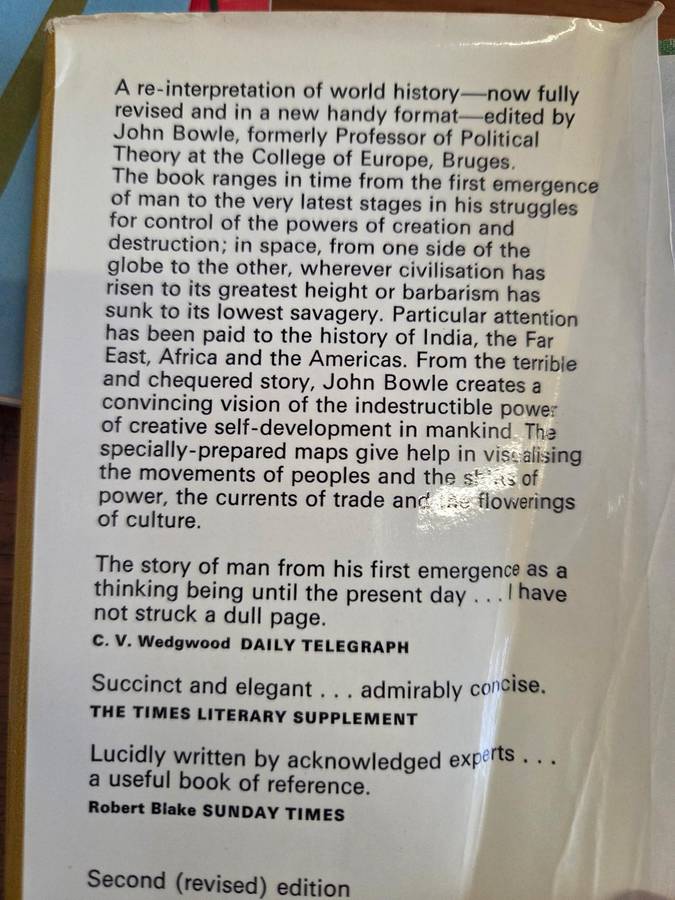 A re-interpretation of world history—now fully
revised and in a new handy format—edited by
John Bowle, formerly Professor of Political
Theory at the College of Europe, Bruges.
The book ranges in time from the first emergence
of man to the very latest stages in his struggles
for control of the powers of creation and
destruction; in space, from one side of the
globe to the other, wherever civilisation has
risen to its greatest height or barbarism has
sunk to its lowest savagery. Particular attention
has been paid to the history of India, the Far
East, Africa and the Americas. From the terrible
and chequered story, John Bowle creates a
convincing vision of the indestructible power
of creative self-development in mankind. The
specially-prepared maps give help in visualising
the movements of peoples and the of
power, the currents of trade and the flowerings
of culture.
The story of man from his first emergence as a
thinking being until the present day . . . I have
not struck a dull page.
C. V. Wedgwood DAILY TELEGRAPH
Succinct and elegant . . . admirably concise.
THE TIMES LITERARY SUPPLEMENT
Lucidly written by acknowledged experts . . .
a useful book of reference.
Robert Blake SUNDAY TIMES
Second (revised) edition